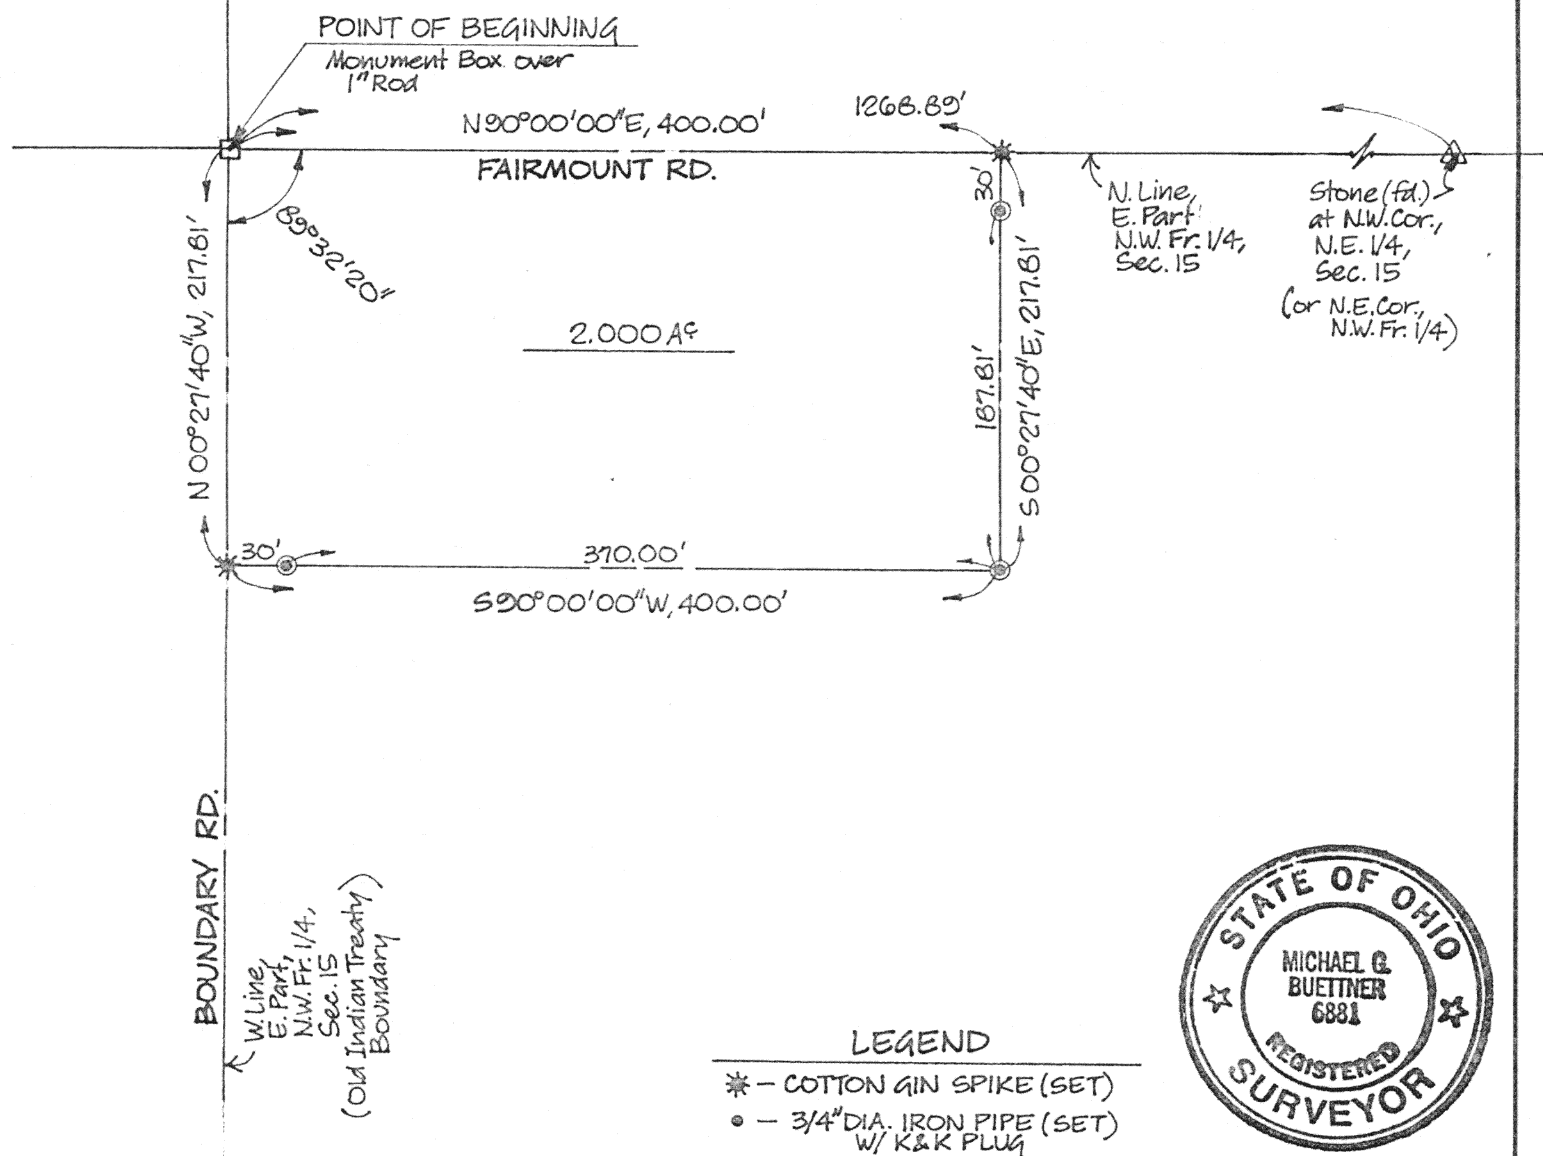 POINT OF BEGINNING
Monument Box over
1" Rod
N90°00'00"E, 400.00'
1268.89'
FAIRMOUNT RD.
30'
N. Line,
E. Part
N.W. Fr. 1/4,
Sec. 15
Stone (fd.)
at N.W. Cor.,
N.E. 1/4,
Sec. 15
(or N.E. Cor.,
N.W. Fr. 1/4)
89°32'20"
N 00°27'40"W, 217.81'
2.000 Ac
187.81'
S 00°27'40"E, 217.81'
30'
370.00'
S90°00'00"W, 400.00'
BOUNDARY RD.
W. Line,
E. Part,
N.W. Fr. 1/4,
Sec. 15
(Old Indian Treaty
Boundary)
STATE OF OHIO
MICHAEL G.
BUETTNER
6881
REGISTERED
SURVEYOR
LEGEND
– COTTON GIN SPIKE (SET)
– 3/4" DIA. IRON PIPE (SET)
W/ K&K PLUG